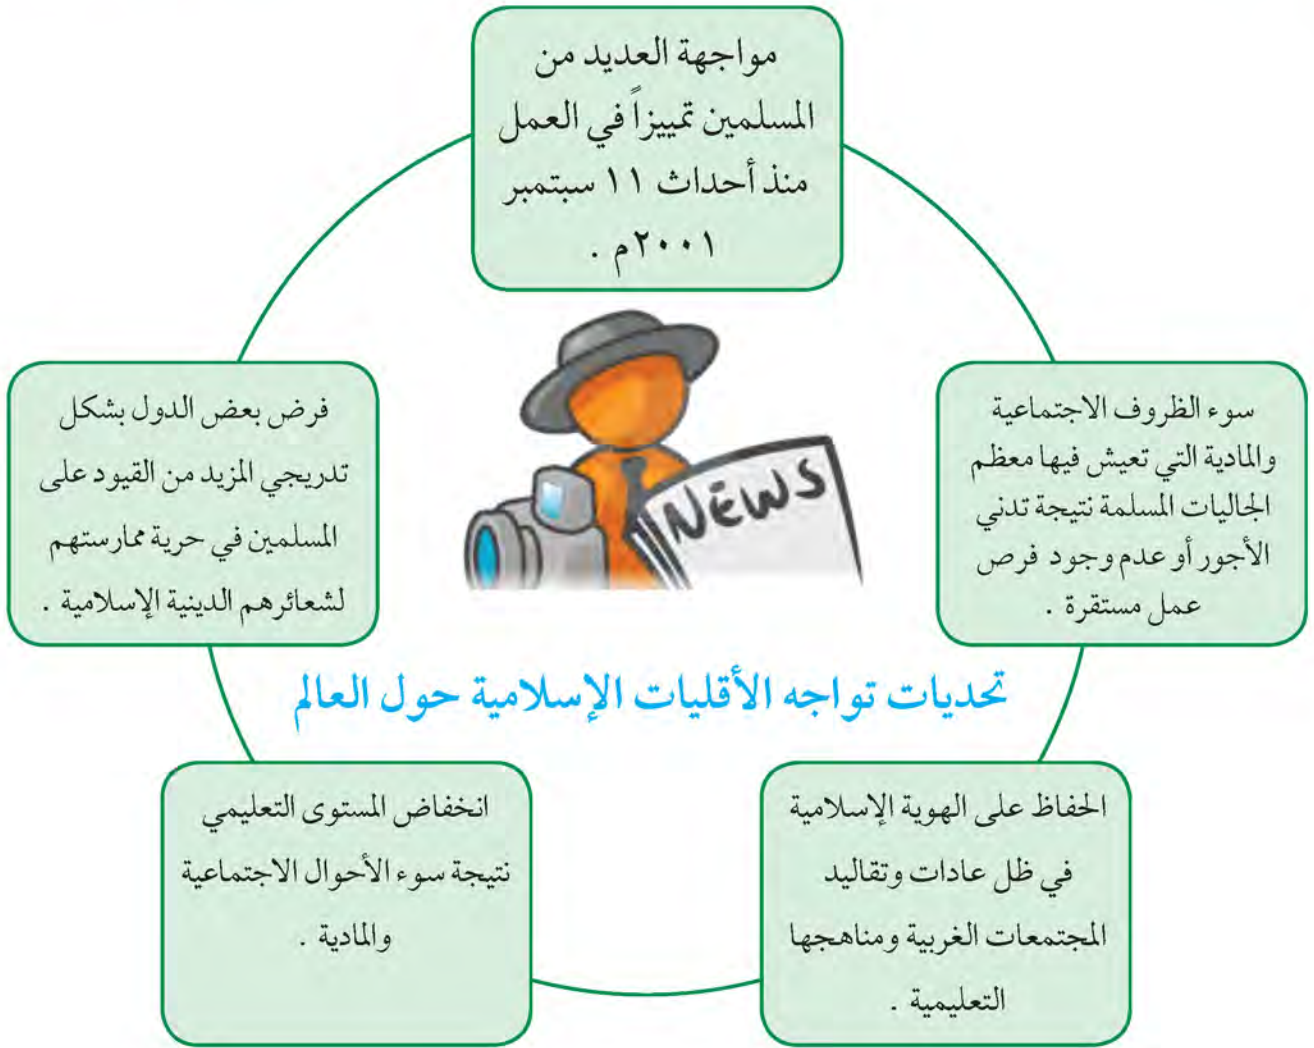 مواجهة العديد من
المسلمين تمييزاً في العمل
منذ أحداث ١١ سبتمبر
٢٠٠١م .
سوء الظروف الاجتماعية
والمادية التي تعيش فيها معظم
الجاليات المسلمة نتيجة تدني
الأجور أو عدم وجود فرص
عمل مستقرة .
فرض بعض الدول بشكل
تدريجي المزيد من القيود على
المسلمين في حرية ممارستهم
لشعائرهم الدينية الإسلامية .
NEWS
تحديات تواجه الأقليات الإسلامية حول العالم
الحفاظ على الهوية الإسلامية
في ظل عادات وتقاليد
المجتمعات الغربية ومناهجها
التعليمية .
انخفاض المستوى التعليمي
نتيجة سوء الأحوال الاجتماعية
والمادية .